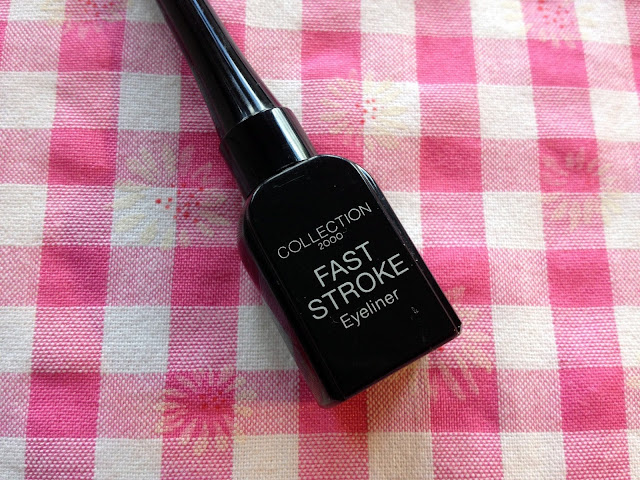 COLLECTION
2000
FAST
STROKE
Eyeliner